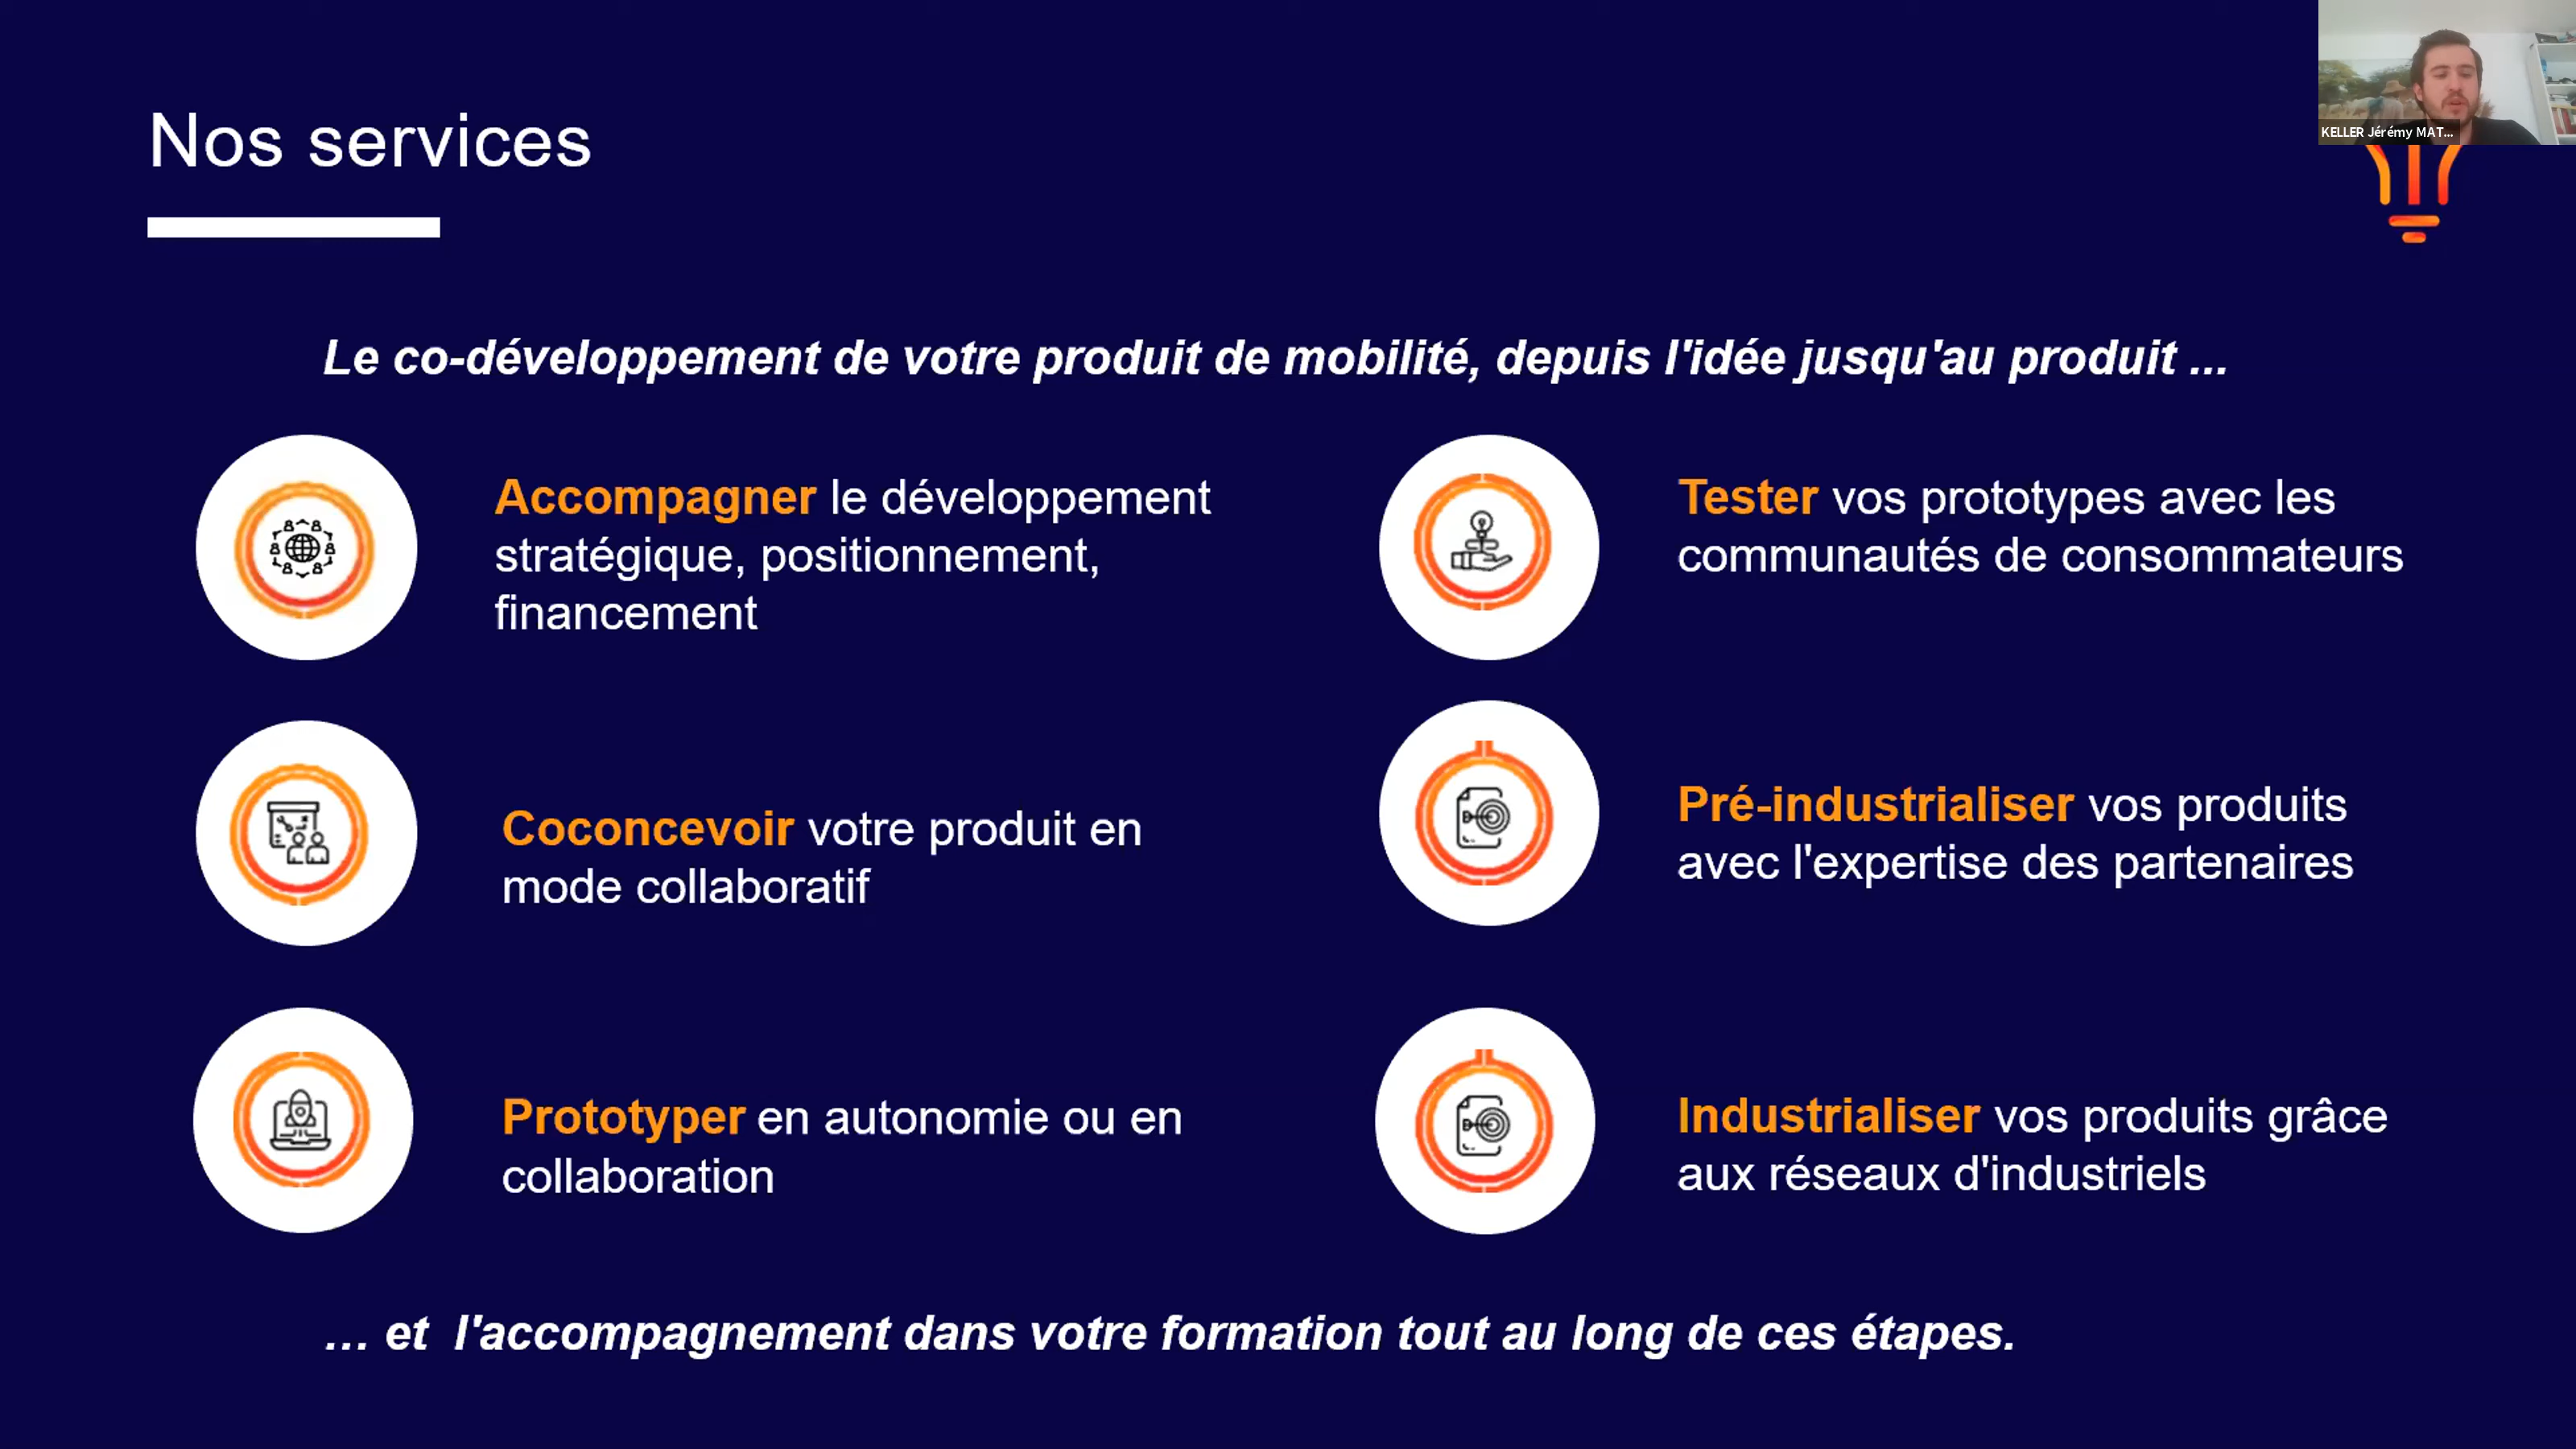 Nos services
KELLER Jérémy MAT...
Le co-développement de votre produit de mobilité, depuis l'idée jusqu'au produit ...
Accompagner le développement
stratégique, positionnement,
financement
Coconcevoir votre produit en
mode collaboratif
Prototyper en autonomie ou en
collaboration
Tester vos prototypes avec les
communautés de consommateurs
Pré-industrialiser vos produits
avec l'expertise des partenaires
Industrialiser vos produits grâce
aux réseaux d'industriels
... et  l'accompagnement dans votre formation tout au long de ces étapes.